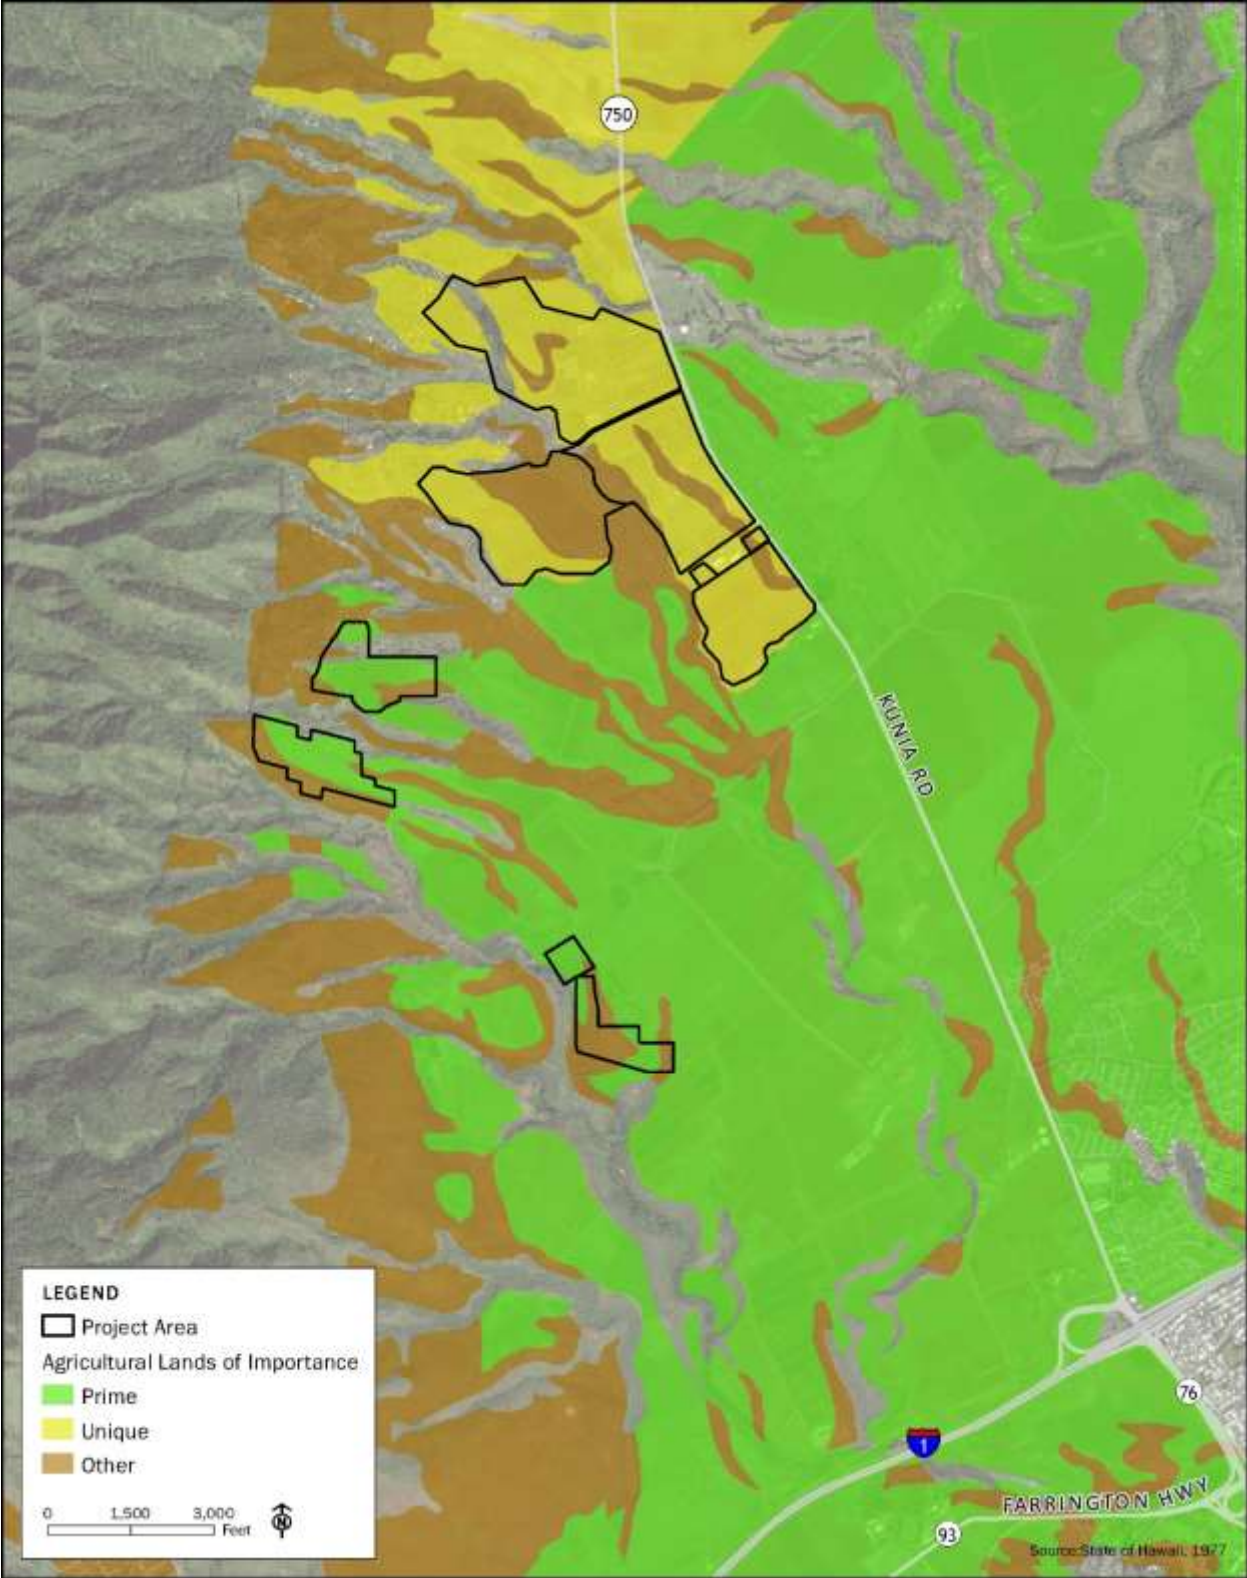 750
KUNIA RD
LEGEND
Project Area
Agricultural Lands of Importance
Prime
Unique
Other
0 1,500 3,000
Feet
N
76
1
FARRINGTON HWY
93
Source:State of Hawaii, 1977